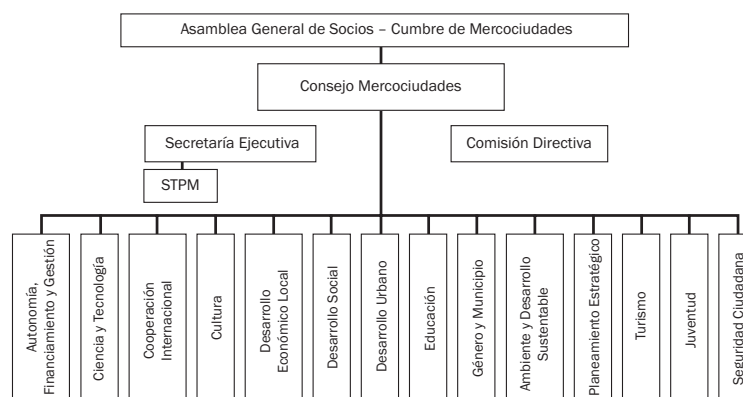 Asamblea General de Socios – Cumbre de Mercociudades
Consejo Mercociudades
Secretaría Ejecutiva
Comisión Directiva
STPM
Autonomía,
Financiamiento y Gestión
Ciencia y Tecnología
Cooperación
Internacional
Cultura
Desarrollo
Económico Local
Desarrollo Social
Desarrollo Urbano
Educación
Género y Municipio
Ambiente y Desarrollo
Sustentable
Planeamiento Estratégico
Turismo
Juventud
Seguridad Ciudadana